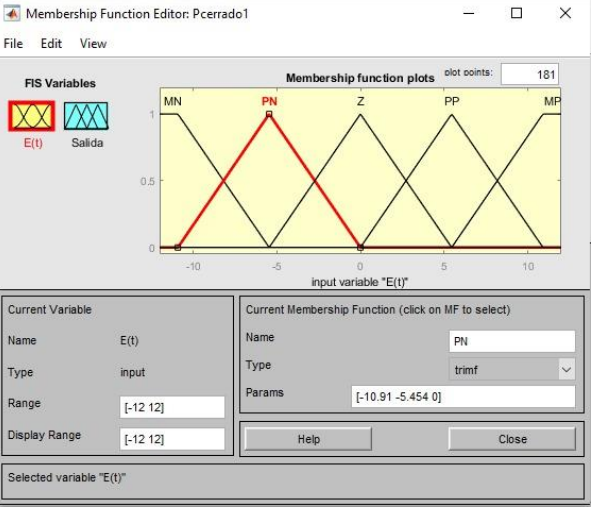 Membership Function Editor: Pcerrado1
File Edit View
FIS Variables
E(t)
Salida
Membership function plots
plot points:
181
MN
PN
Z
PP
MP
1
0.5
0
-10
-5
0
5
10
input variable "E(t)"
Current Variable
Name E(t)
Type input
Range [-12 12]
Display Range [-12 12]
Current Membership Function (click on MF to select)
Name PN
Type trimf
Params [-10.91 -5.454 0]
Help
Close
Selected variable "E(t)"